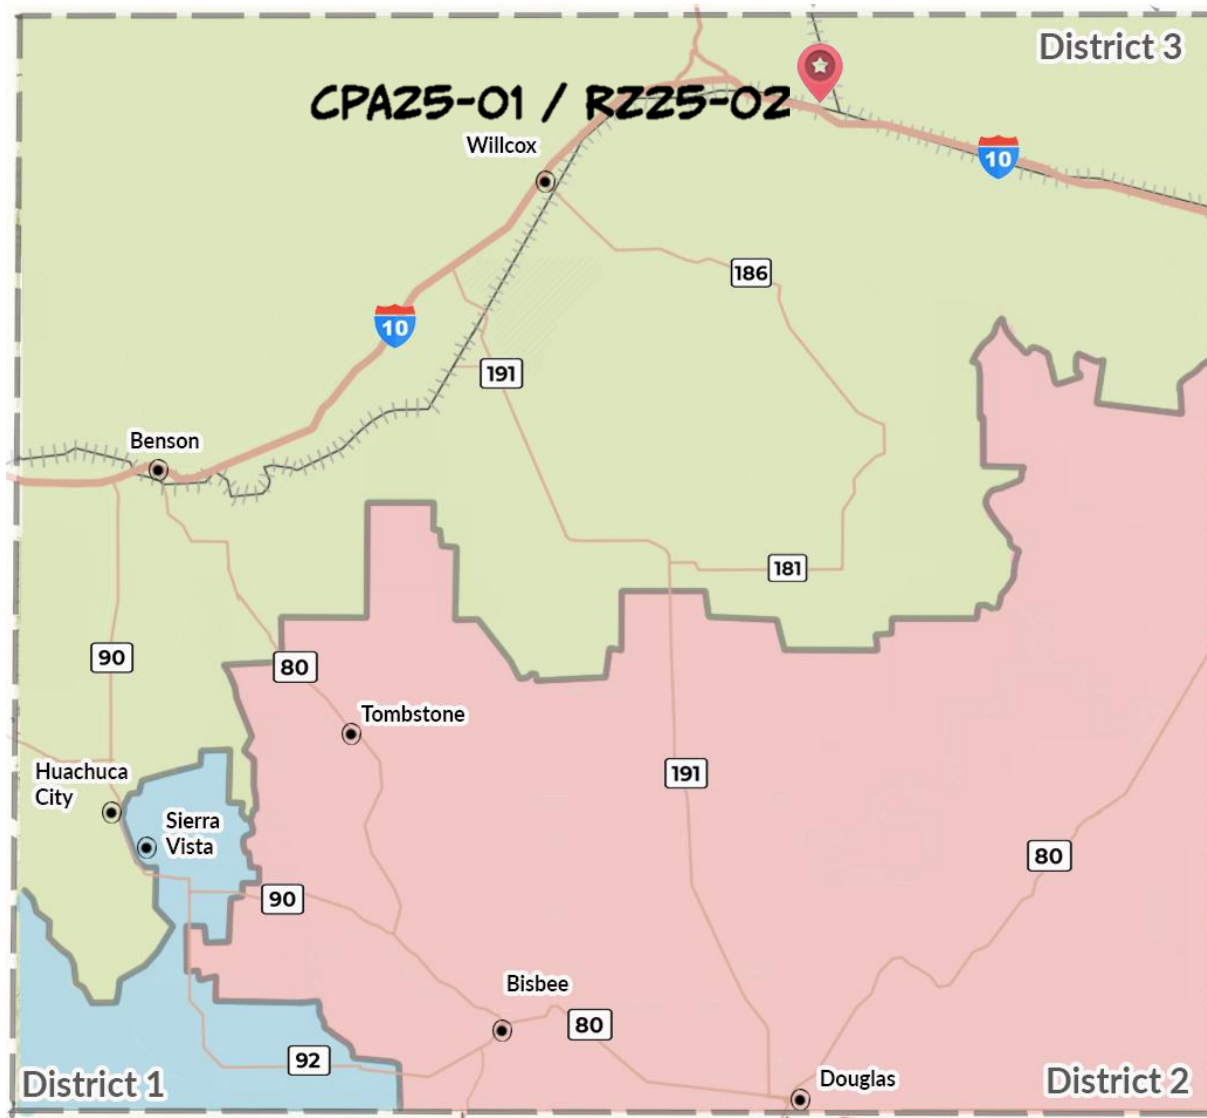 District 3
CPA25-01 / RZ25-02
Willcox
10
186
10
191
Benson
181
90
80
Tombstone
Huachuca
City
191
Sierra
Vista
80
90
Bisbee
80
92
District 1
Douglas
District 2